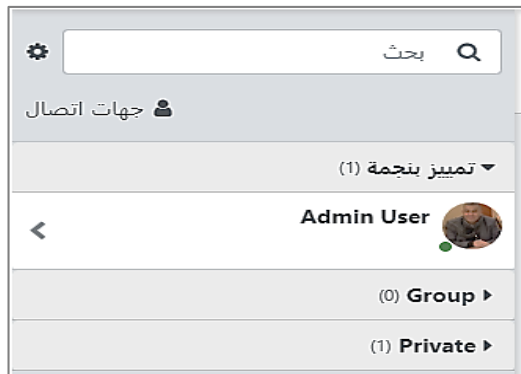 بحث
جهات اتصال
تمييز بنجمة (1)
Admin User
Group (0)
Private (1)